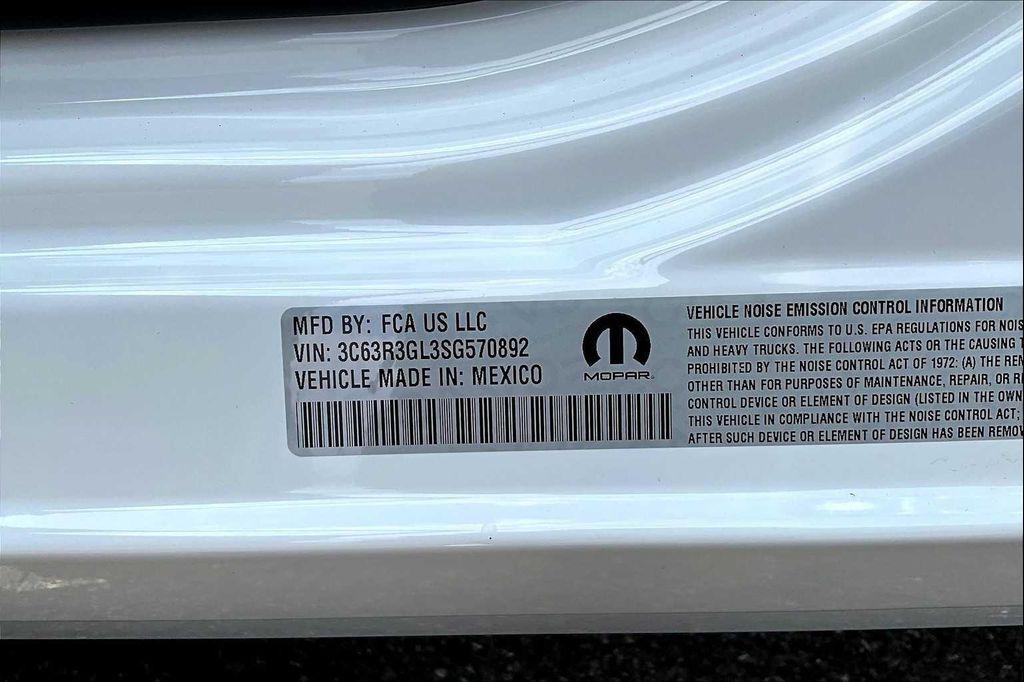 MFD BY: FCA US LLC
VIN: 3C63R3GL3SG570892
VEHICLE MADE IN: MEXICO
MOPAR
VEHICLE NOISE EMISSION CONTROL INFORMATION
THIS VEHICLE CONFORMS TO U.S. EPA REGULATIONS FOR NOIS
AND HEAVY TRUCKS. THE FOLLOWING ACTS OR THE CAUSING T
PROHIBITED BY THE NOISE CONTROL ACT OF 1972: (A) THE REM
OTHER THAN FOR PURPOSES OF MAINTENANCE, REPAIR, OR RE
CONTROL DEVICE OR ELEMENT OF DESIGN (LISTED IN THE OWN
THIS VEHICLE IN COMPLIANCE WITH THE NOISE CONTROL ACT;
AFTER SUCH DEVICE OR ELEMENT OF DESIGN HAS BEEN REMOV